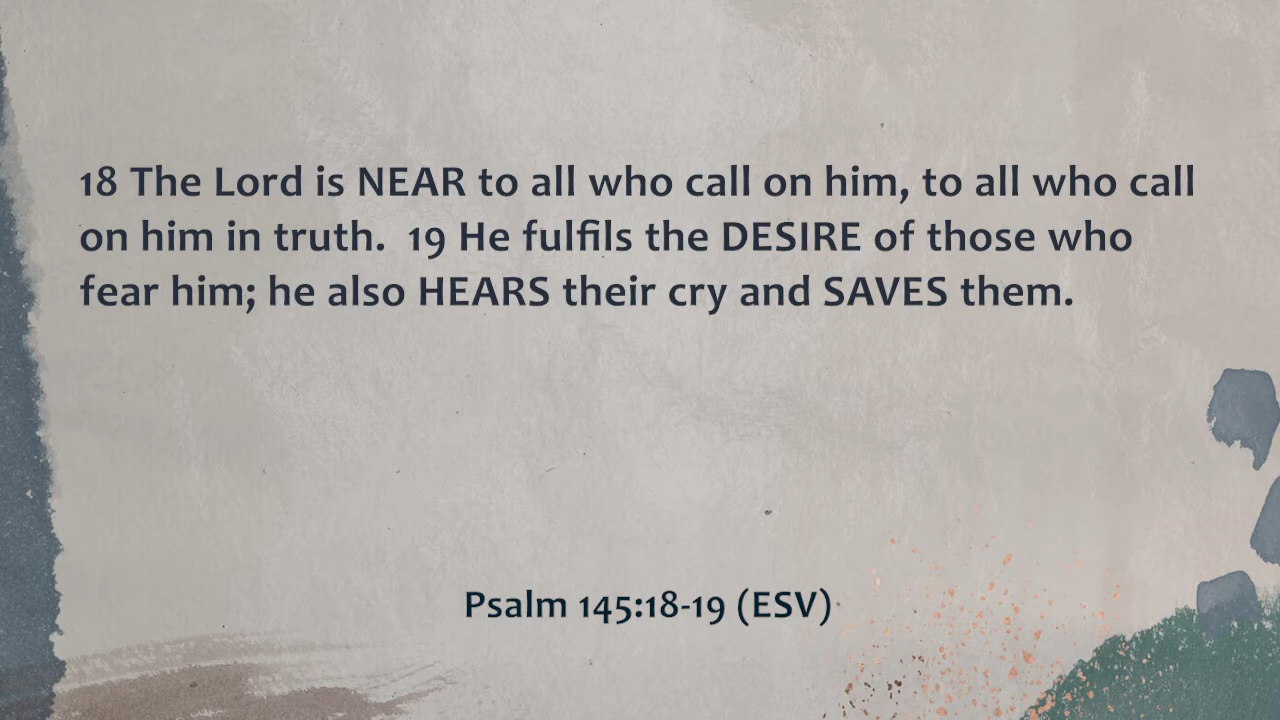 18 The Lord is NEAR to all who call on him, to all who call
on him in truth.  19 He fulfils the DESIRE of those who
fear him; he also HEARS their cry and SAVES them.
Psalm 145:18-19 (ESV)